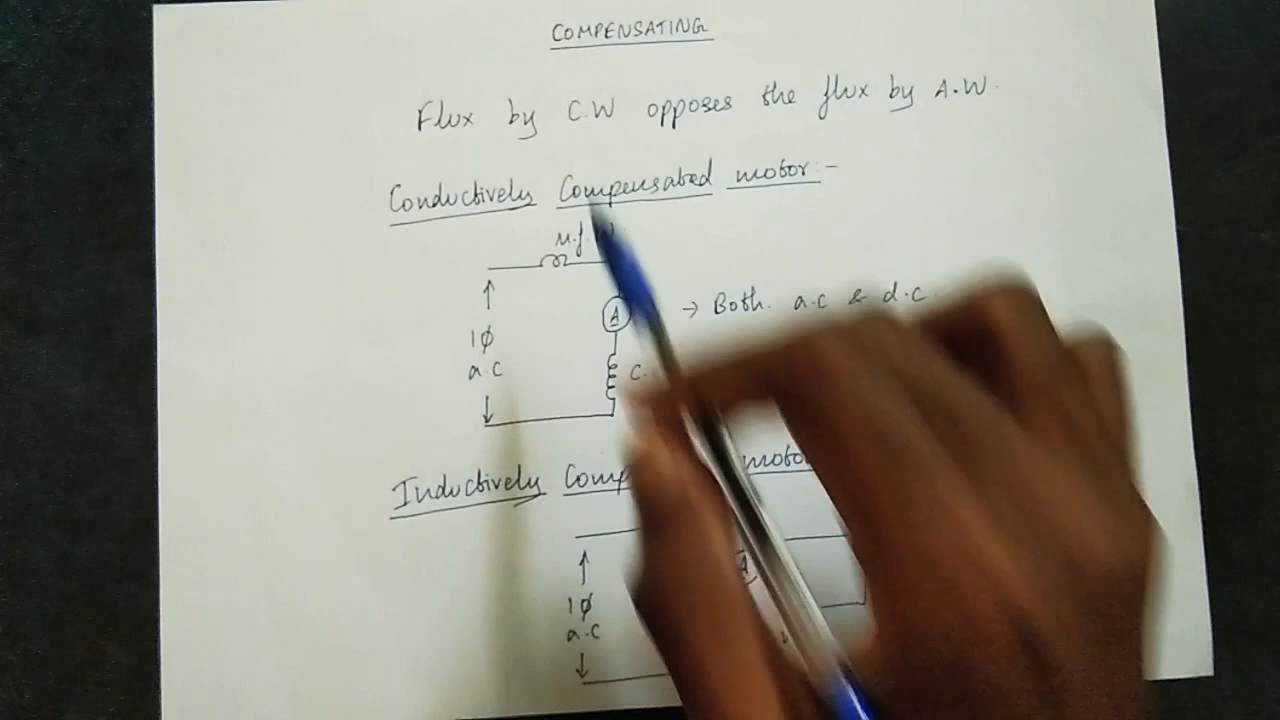 COMPENSATING
Flux by C.W opposes the flux by A.W.
Conductively Compensated motor:-
M.f
A
→ Both a.c & d.c
1φ
a.c
C.
Inductively
1φ
a.c
A